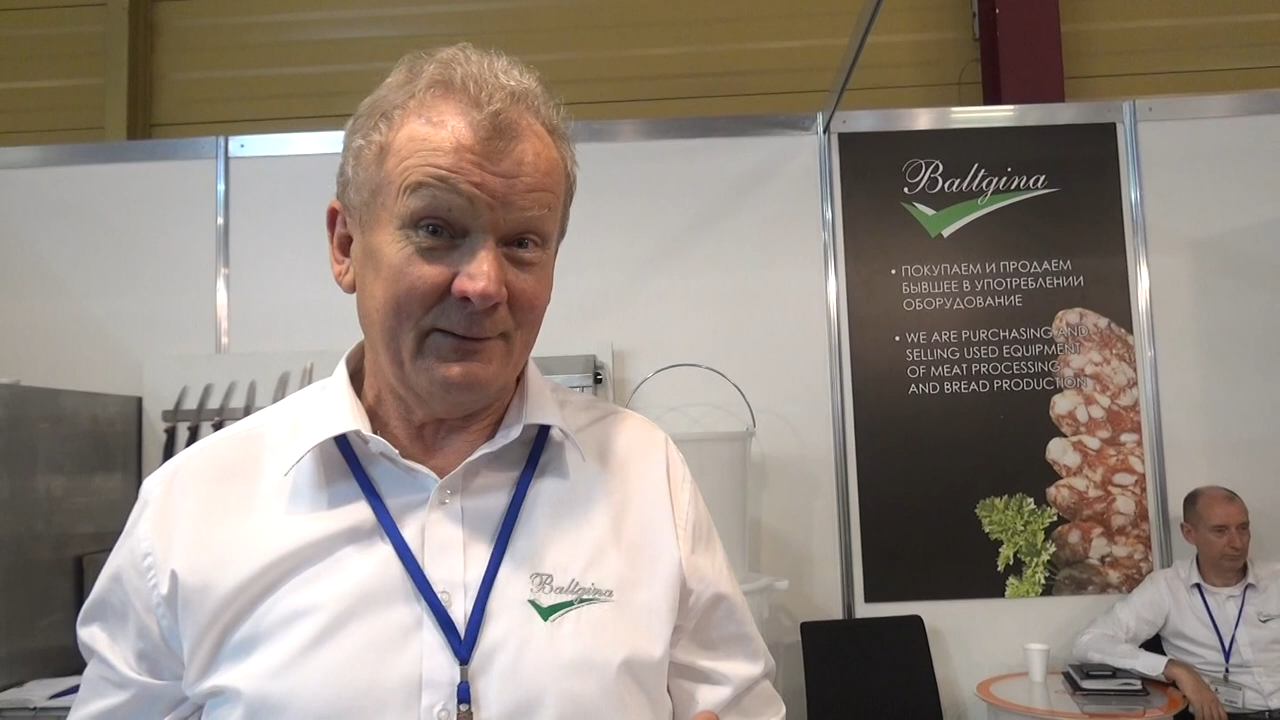 Baltgina
• ПОКУПАЕМ И ПРОДАЕМ
БЫВШЕЕ В УПОТРЕБЛЕНИИ
ОБОРУДОВАНИЕ
• WE ARE PURCHASING AND
SELLING USED EQUIPMENT
OF MEAT PROCESSING
AND BREAD PRODUCTION
Baltgina